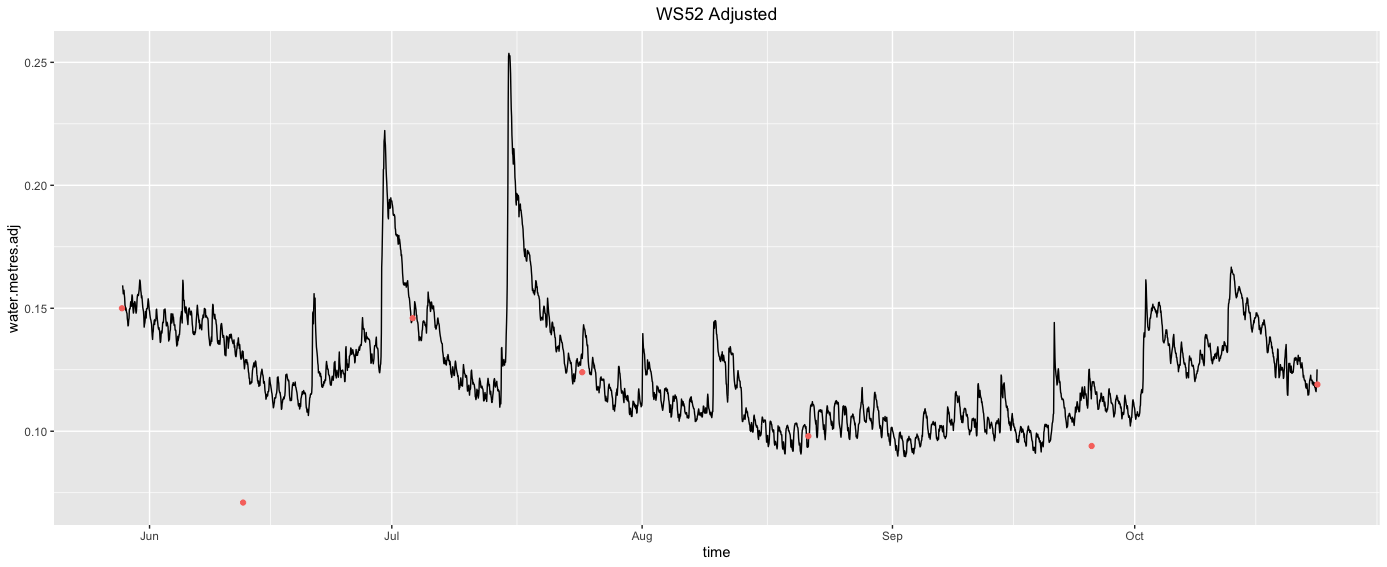 WS52 Adjusted
water.metres.adj
0.25
0.20
0.15
0.10
Jun Jul Aug Sep Oct
time